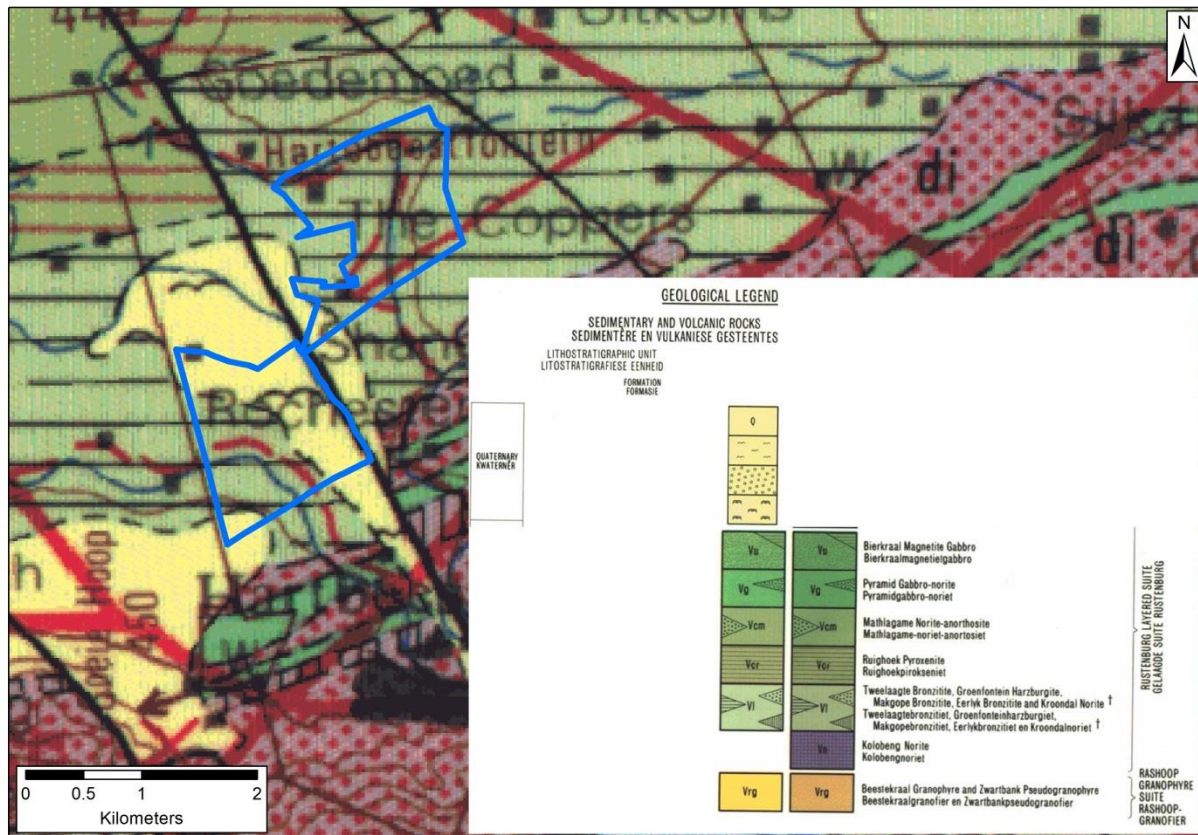 N
Goedemoed
Hartebeestfontein
The Coppers
di
di
Rocheste
h
W
GEOLOGICAL LEGEND
SEDIMENTARY AND VOLCANIC ROCKS
SEDIMENTÊRE EN VULKANIESE GESTEENTES
LITHOSTRATIGRAPHIC UNIT
LITOSTRATIGRAFIESE EENHEID
FORMATION
FORMASIE
QUATERNARY
KWATERNÊR
Q
Vu Vu Bierkraal Magnetite Gabbro
Bierkraalmagnetietgabbro
Vg Vg Pyramid Gabbro-norite
Pyramidgabbro-noriet
Vcm Vcm Mathlagame Norite-anorthosite
Mathlagame-noriet-anortosiet
Vcr Vcr Ruighoek Pyroxenite
Ruighoekpirokseniet
Vl Vl Tweelaagte Bronzitite, Groenfontein Harzburgite,
Makgope Bronzitite, Eerlyk Bronzitite and Kroondal Norite †
Tweelaagtebronzitiet, Groenfonteinharzburgiet,
Makgopebronzitiet, Eerlykbronzitiet en Kroondalnoriet †
Kolobeng Norite
Kolobengnoriet
Vrg Vrg Beestekraal Granophyre and Zwartbank Pseudogranophyre
Beestekraalgranofier en Zwartbankpseudogranofier
RUSTENBURG LAYERED SUITE
GELAAGDE SUITE RUSTENBURG
RASHOOP
GRANOPHYRE
SUITE
RASHOOP-
GRANOFIER
0 0.5 1 2
Kilometers